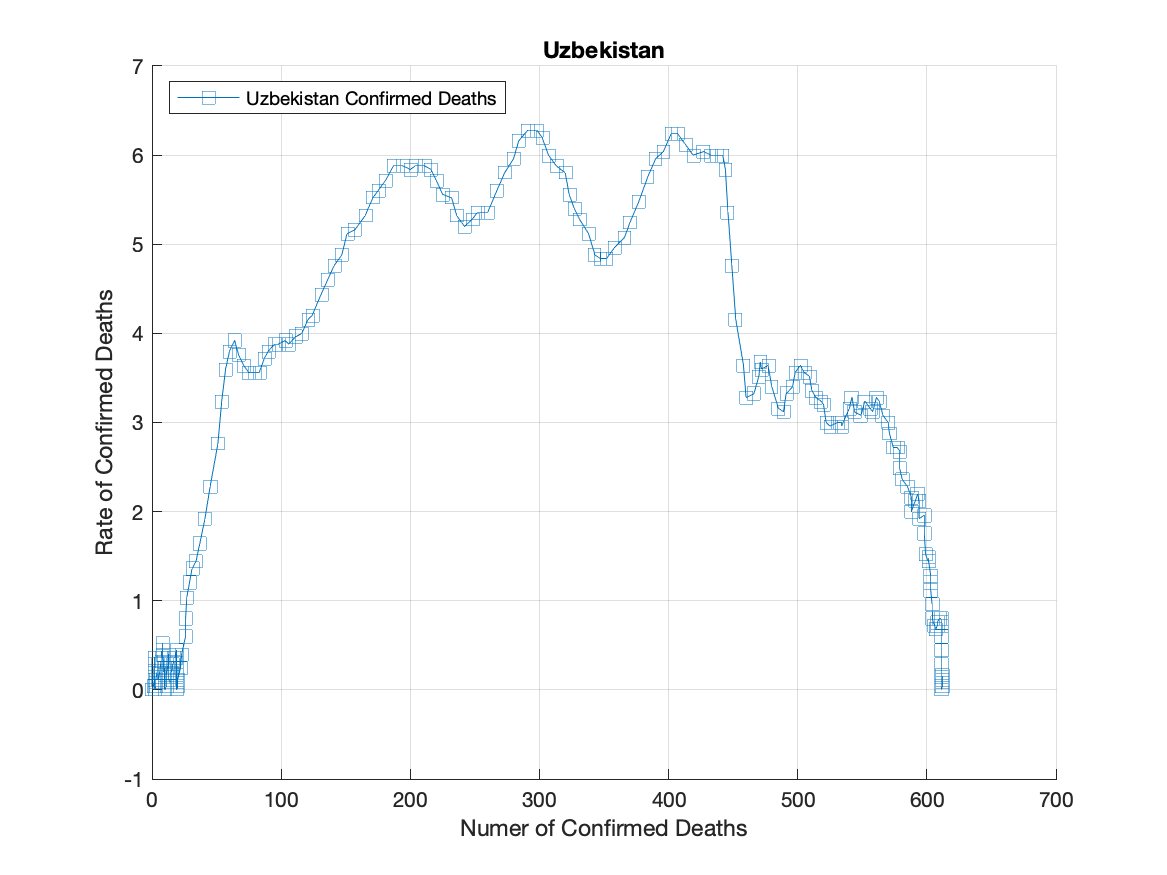 Uzbekistan
Uzbekistan Confirmed Deaths
7
6
5
4
3
2
1
0
-1
Rate of Confirmed Deaths
0 100 200 300 400 500 600 700
Numer of Confirmed Deaths